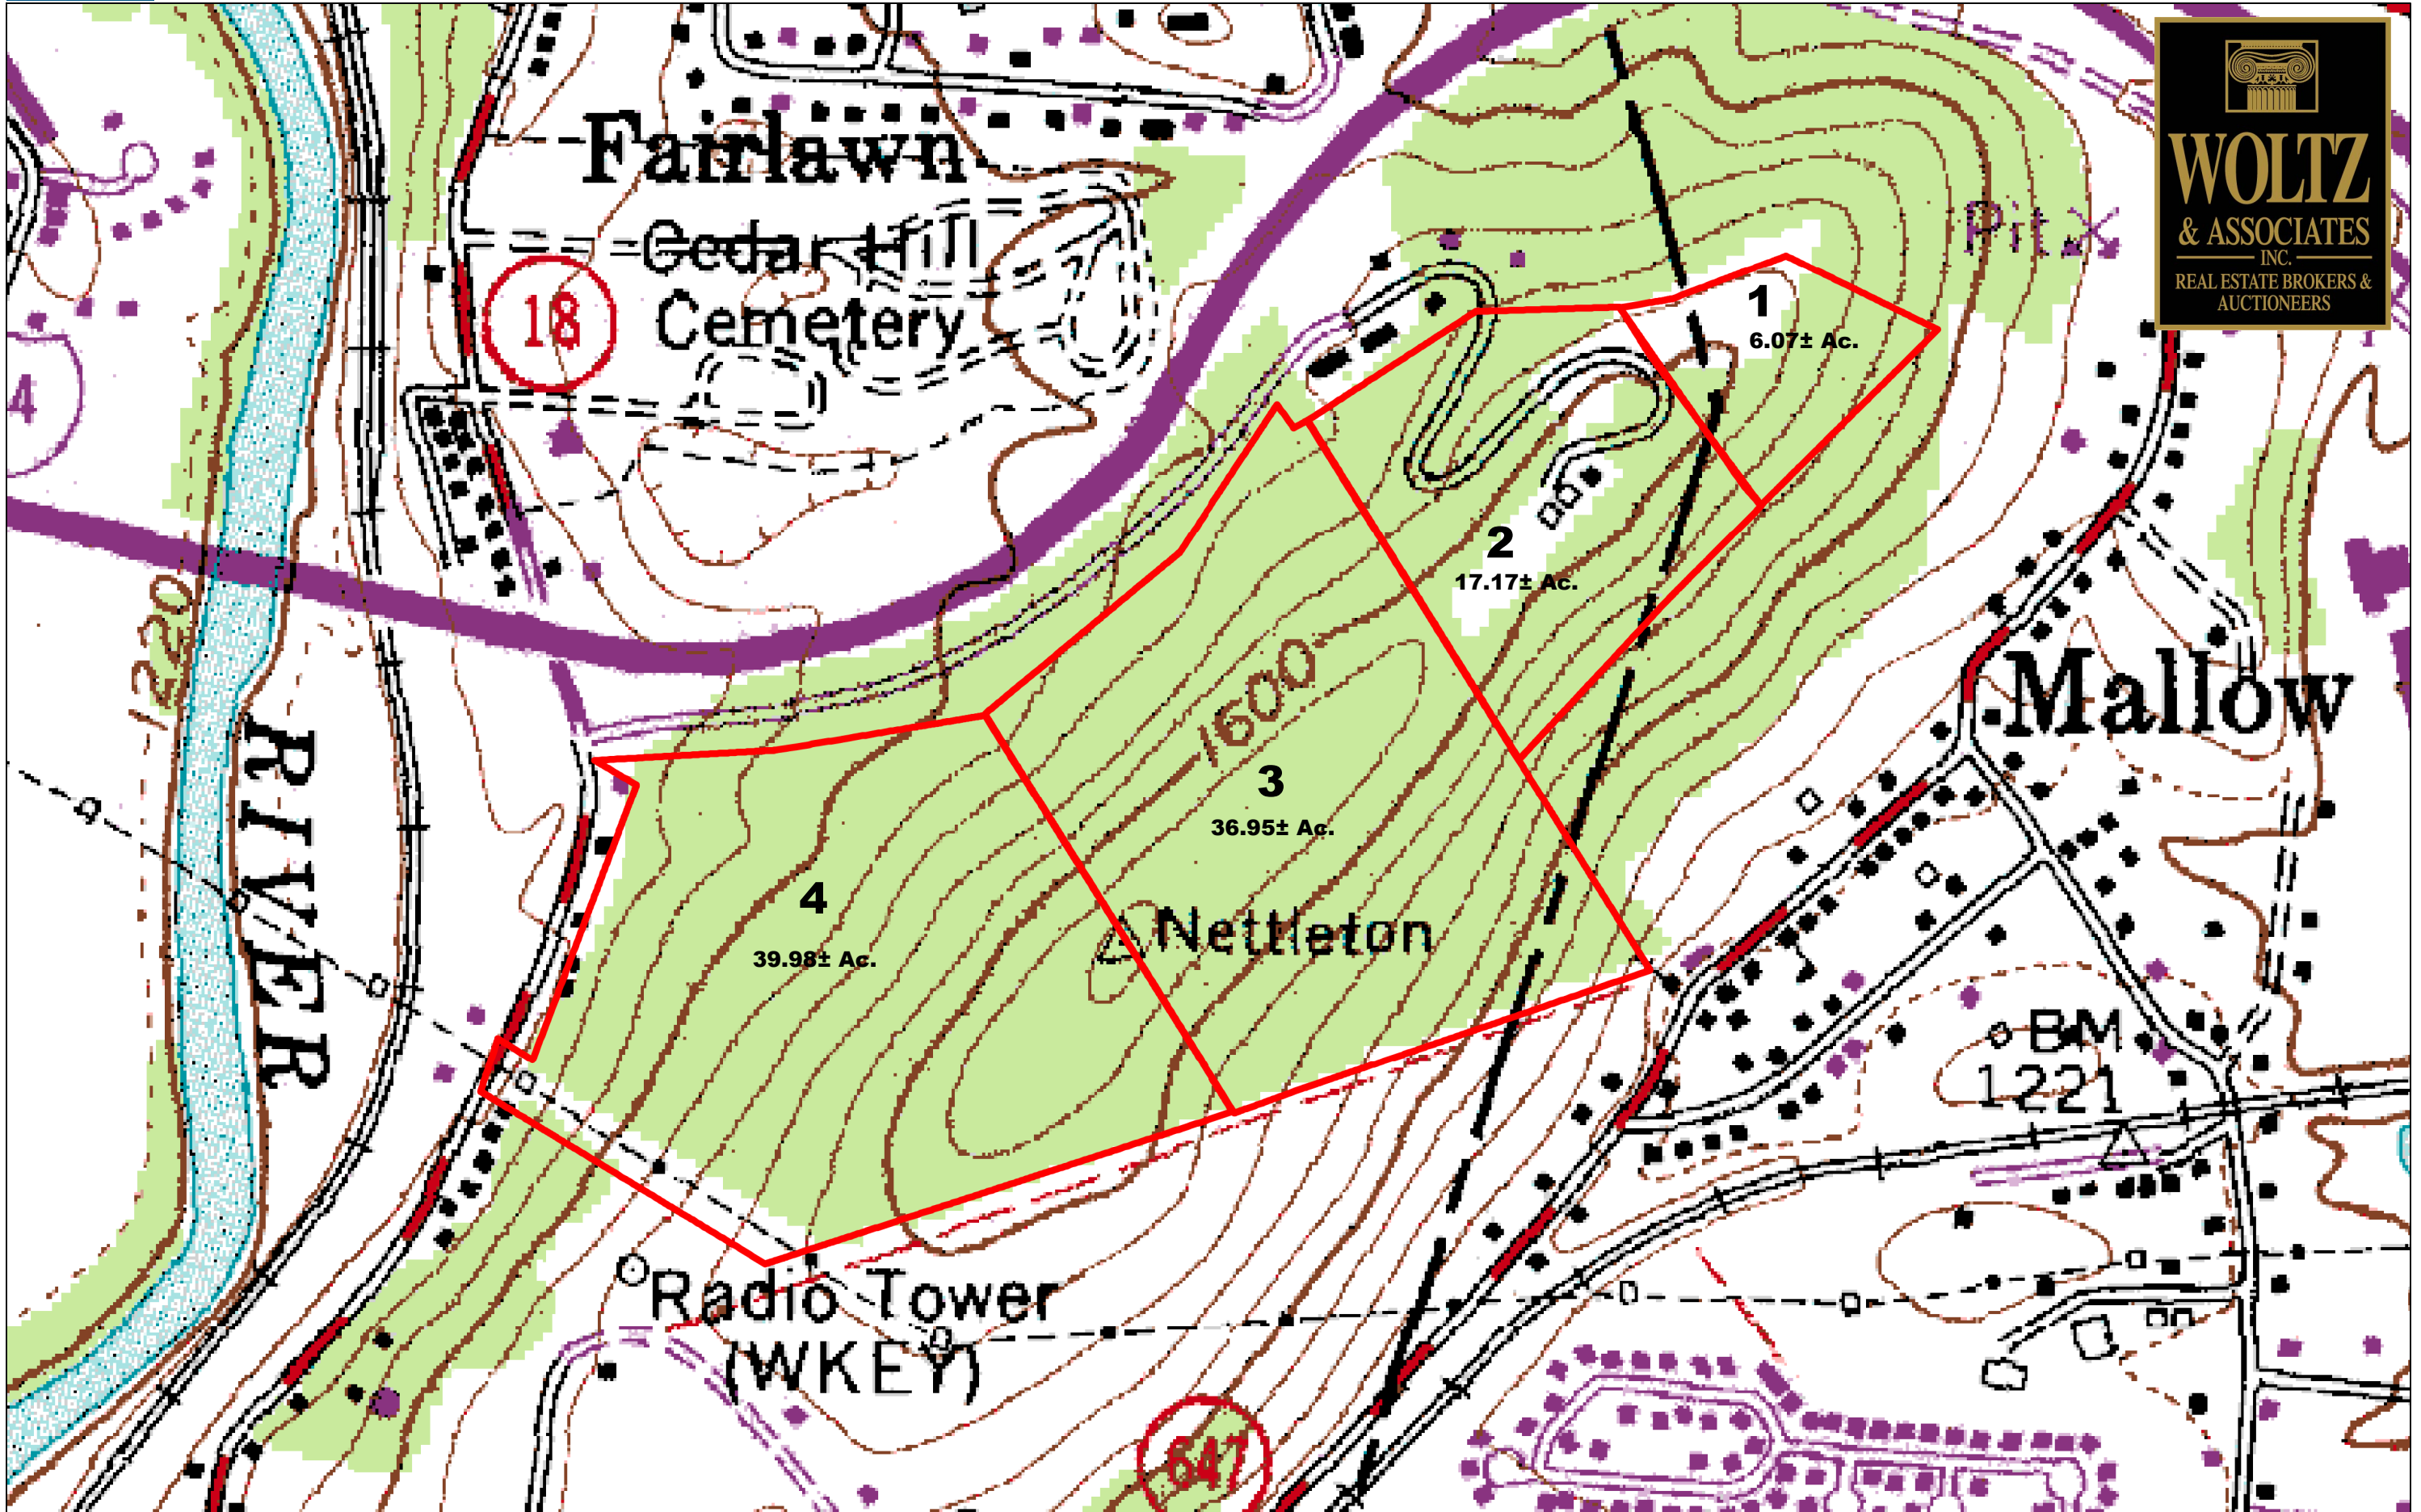 Fairlawn
Cedar Hill
Cemetery
18
4
1220
RIVER
WOLTZ
& ASSOCIATES
INC.
REAL ESTATE BROKERS &
AUCTIONEERS
Pit
1
6.07± Ac.
2
17.17± Ac.
1600
3
36.95± Ac.
4
39.98± Ac.
Nettleton
Mallow
BM
1221
Radio Tower
(WKEY)
647